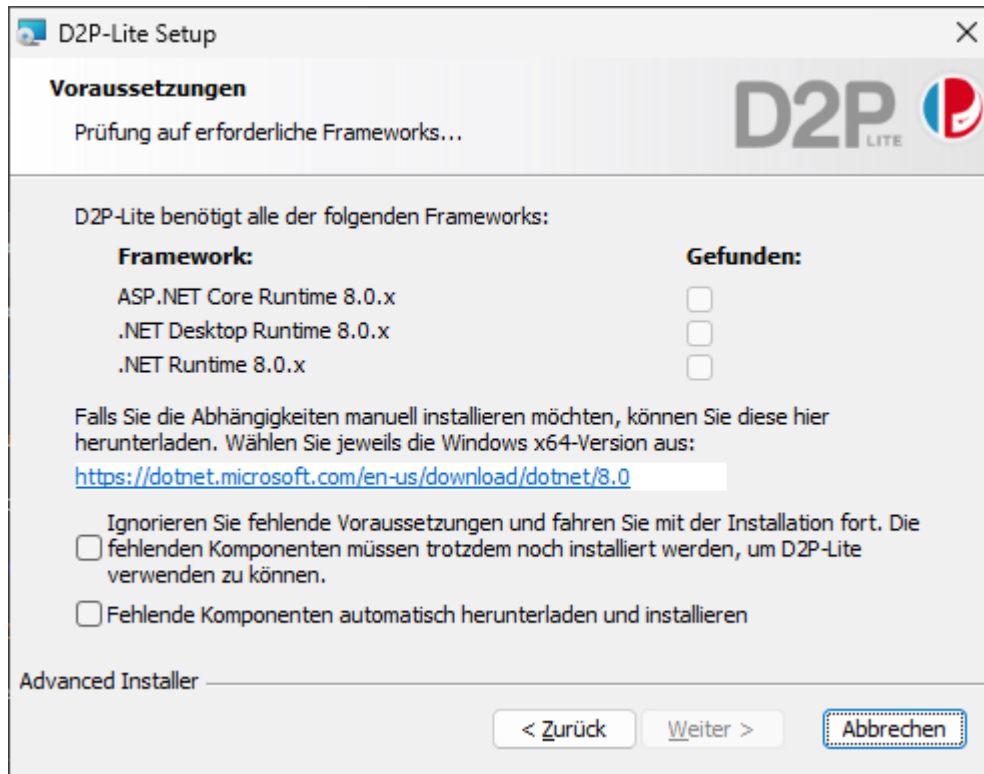 D2P-Lite Setup
Voraussetzungen
Prüfung auf erforderliche Frameworks...
D2P LITE
D2P-Lite benötigt alle der folgenden Frameworks:
Framework: Gefunden:
ASP.NET Core Runtime 8.0.x
.NET Desktop Runtime 8.0.x
.NET Runtime 8.0.x
Falls Sie die Abhängigkeiten manuell installieren möchten, können Sie diese hier
herunterladen. Wählen Sie jeweils die Windows x64-Version aus:
https://dotnet.microsoft.com/en-us/download/dotnet/8.0
Ignorieren Sie fehlende Voraussetzungen und fahren Sie mit der Installation fort. Die
fehlenden Komponenten müssen trotzdem noch installiert werden, um D2P-Lite
verwenden zu können.
Fehlende Komponenten automatisch herunterladen und installieren
Advanced Installer
< Zurück Weiter > Abbrechen